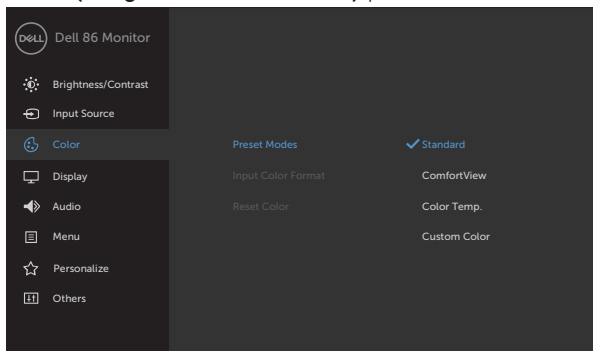 DELL Dell 86 Monitor
Brightness/Contrast
Input Source
Color Preset Modes Standard
Display Input Color Format ComfortView
Audio Reset Color Color Temp.
Menu Custom Color
Personalize
Others